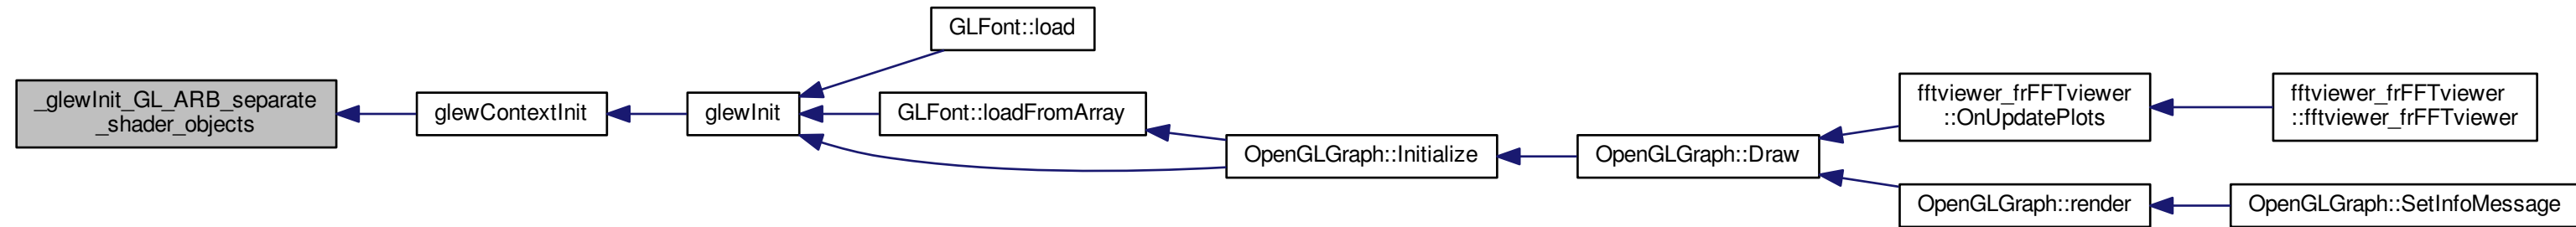 GLFont::load
_glewInit_GL_ARB_separate
_shader_objects
glewContextInit
glewInit
GLFont::loadFromArray
OpenGLGraph::Initialize
OpenGLGraph::Draw
fftviewer_frFFTviewer
::OnUpdatePlots
fftviewer_frFFTviewer
::fftviewer_frFFTviewer
OpenGLGraph::render
OpenGLGraph::SetInfoMessage